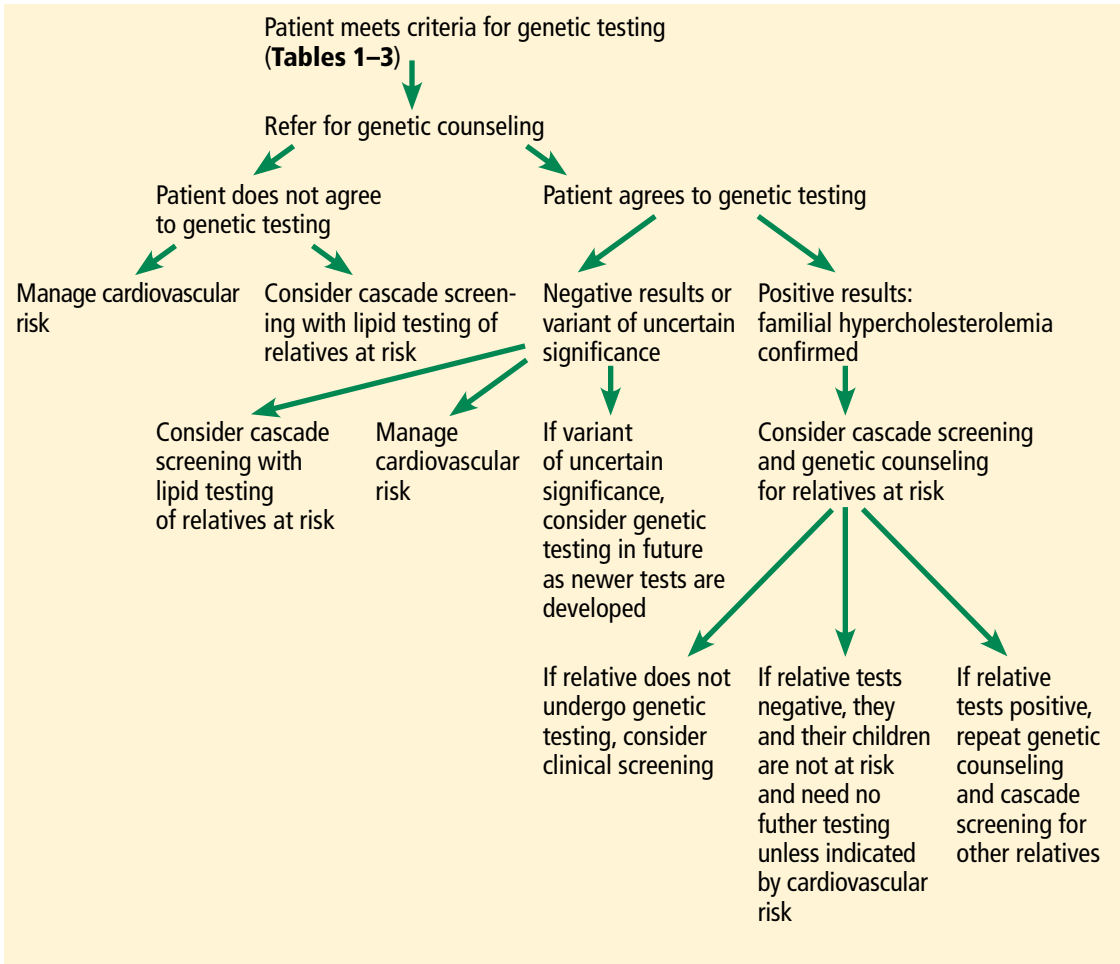 Patient meets criteria for genetic testing
(Tables 1–3)
Refer for genetic counseling
Patient does not agree
to genetic testing
Patient agrees to genetic testing
Manage cardiovascular
risk
Consider cascade screen-
ing with lipid testing of
relatives at risk
Negative results or
variant of uncertain
significance
Positive results:
familial hypercholesterolemia
confirmed
Consider cascade
screening with
lipid testing
of relatives at risk
Manage
cardiovascular
risk
If variant
of uncertain
significance,
consider genetic
testing in future
as newer tests are
developed
Consider cascade screening
and genetic counseling
for relatives at risk
If relative does not
undergo genetic
testing, consider
clinical screening
If relative tests
negative, they
and their children
are not at risk
and need no
futher testing
unless indicated
by cardiovascular
risk
If relative
tests positive,
repeat genetic
counseling
and cascade
screening for
other relatives